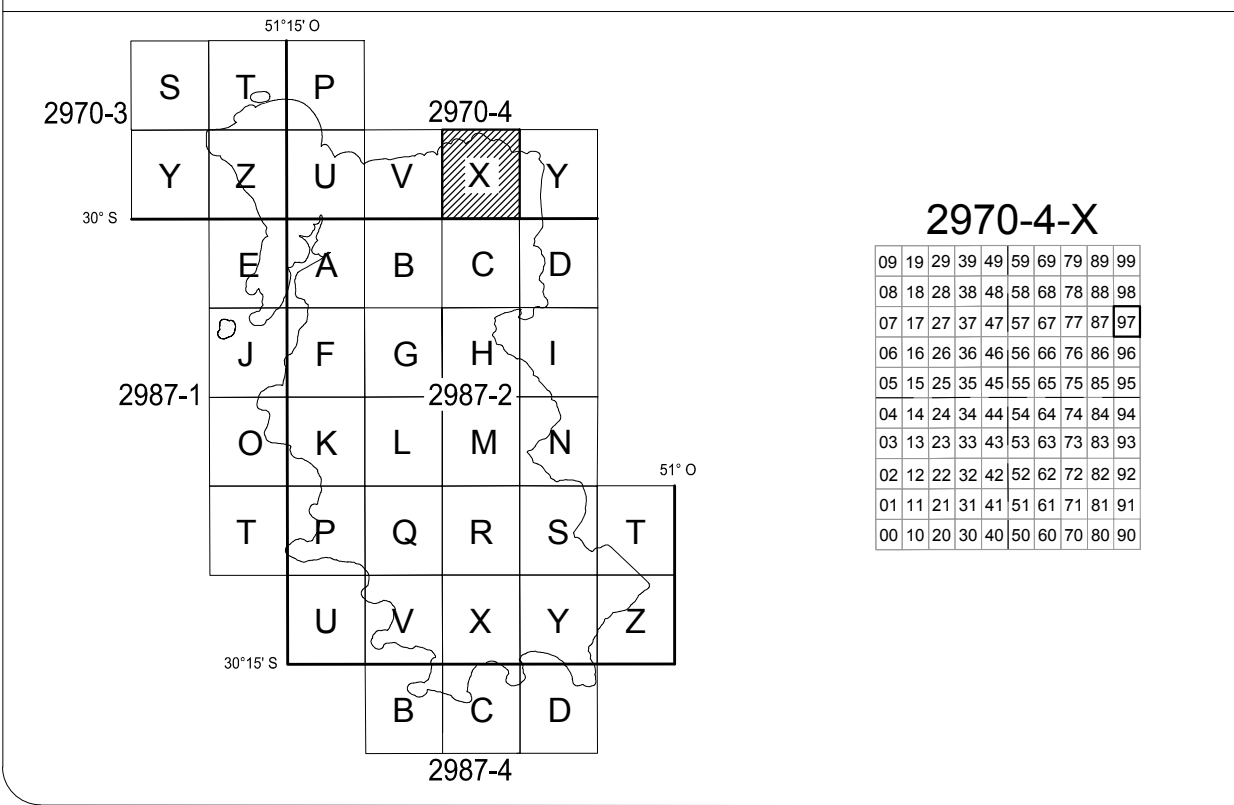 51°15' O
S T P
2970-3 2970-4
Y Z U V X Y
30° S
E A B C D
J F G H I
2987-1 2987-2
O K L M N
51° O
T P Q R S T
U V X Y Z
30°15' S
B C D
2987-4
2970-4-X
09 19 29 39 49 59 69 79 89 99
08 18 28 38 48 58 68 78 88 98
07 17 27 37 47 57 67 77 87 97
06 16 26 36 46 56 66 76 86 96
05 15 25 35 45 55 65 75 85 95
04 14 24 34 44 54 64 74 84 94
03 13 23 33 43 53 63 73 83 93
02 12 22 32 42 52 62 72 82 92
01 11 21 31 41 51 61 71 81 91
00 10 20 30 40 50 60 70 80 90